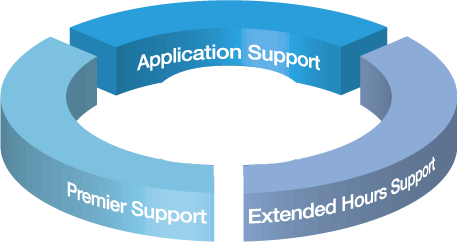 Application Support
Premier Support
Extended Hours Support